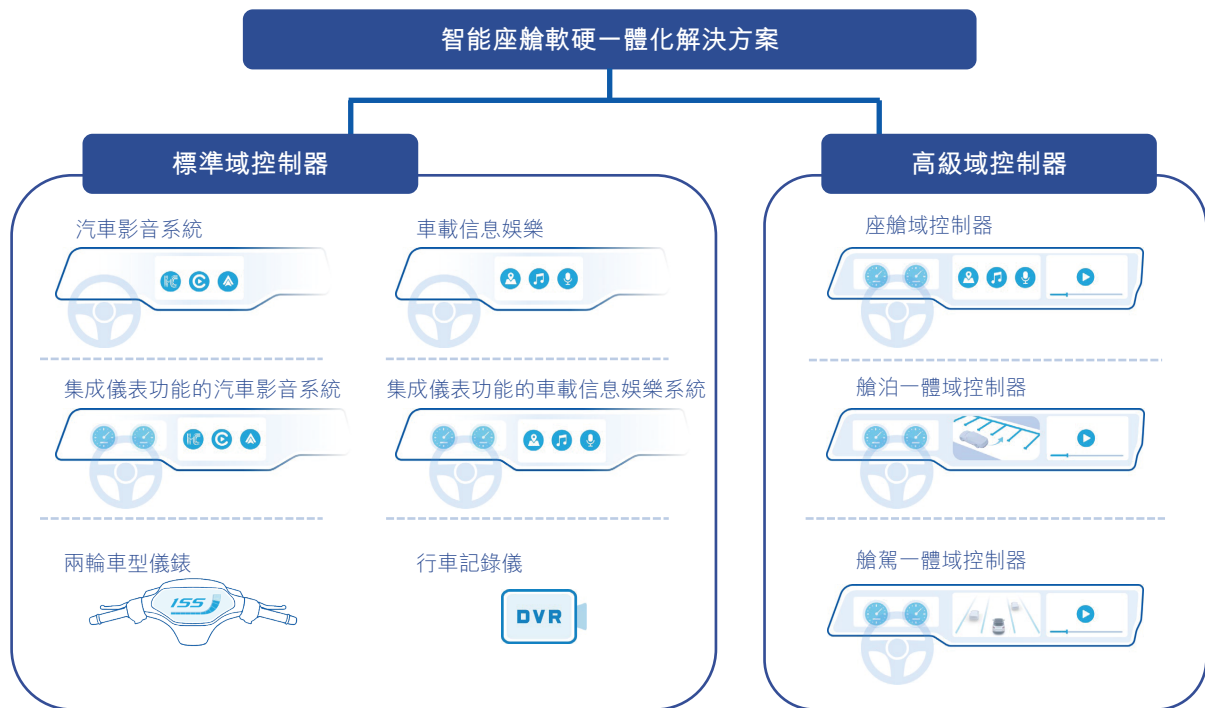 智能座艙軟硬一體化解決方案
標準域控制器
汽車影音系統
車載信息娛樂
集成儀表功能的汽車影音系統
集成儀表功能的車載信息娛樂系統
兩輪車型儀錶
行車記錄儀
ISS
DVR
高級域控制器
座艙域控制器
艙泊一體域控制器
艙駕一體域控制器